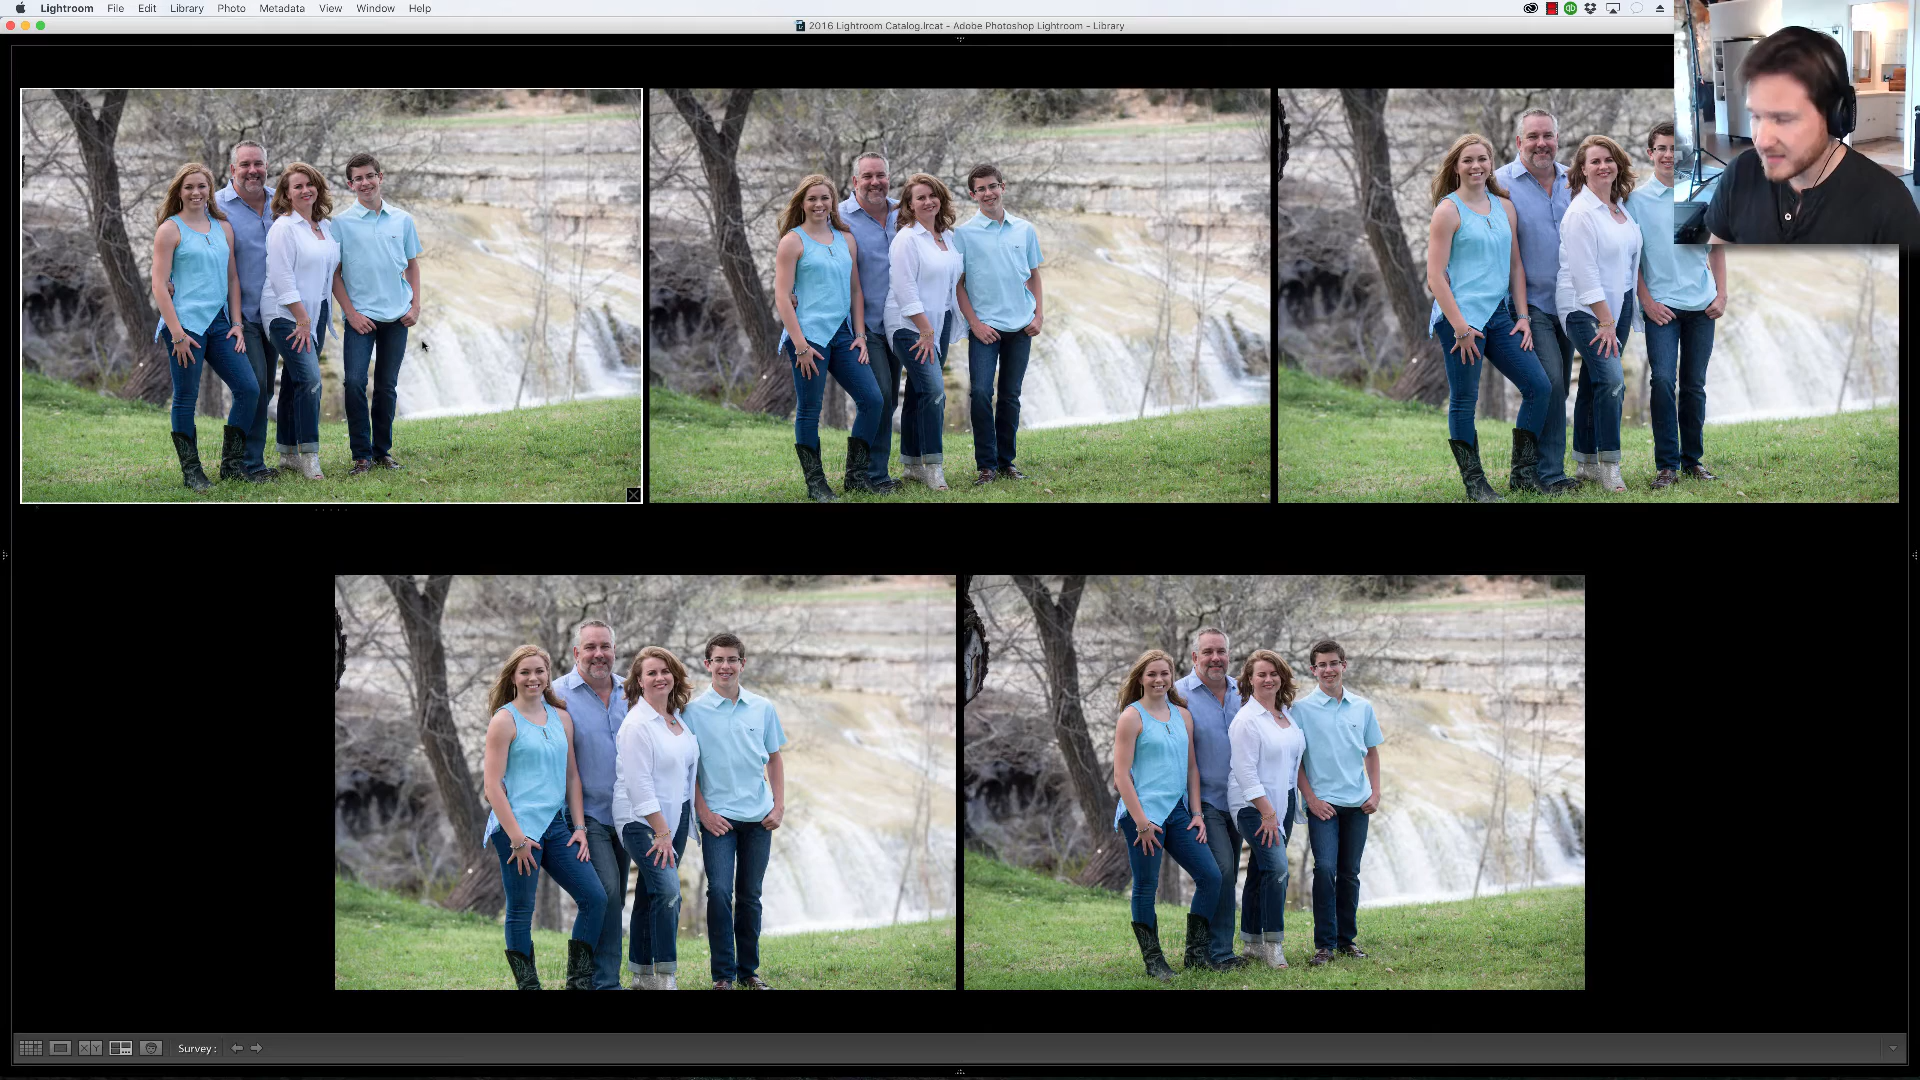 Lightroom File Edit Library Photo Metadata View Window Help
2016 Lightroom Catalog.lrcat - Adobe Photoshop Lightroom - Library
X Y Survey :